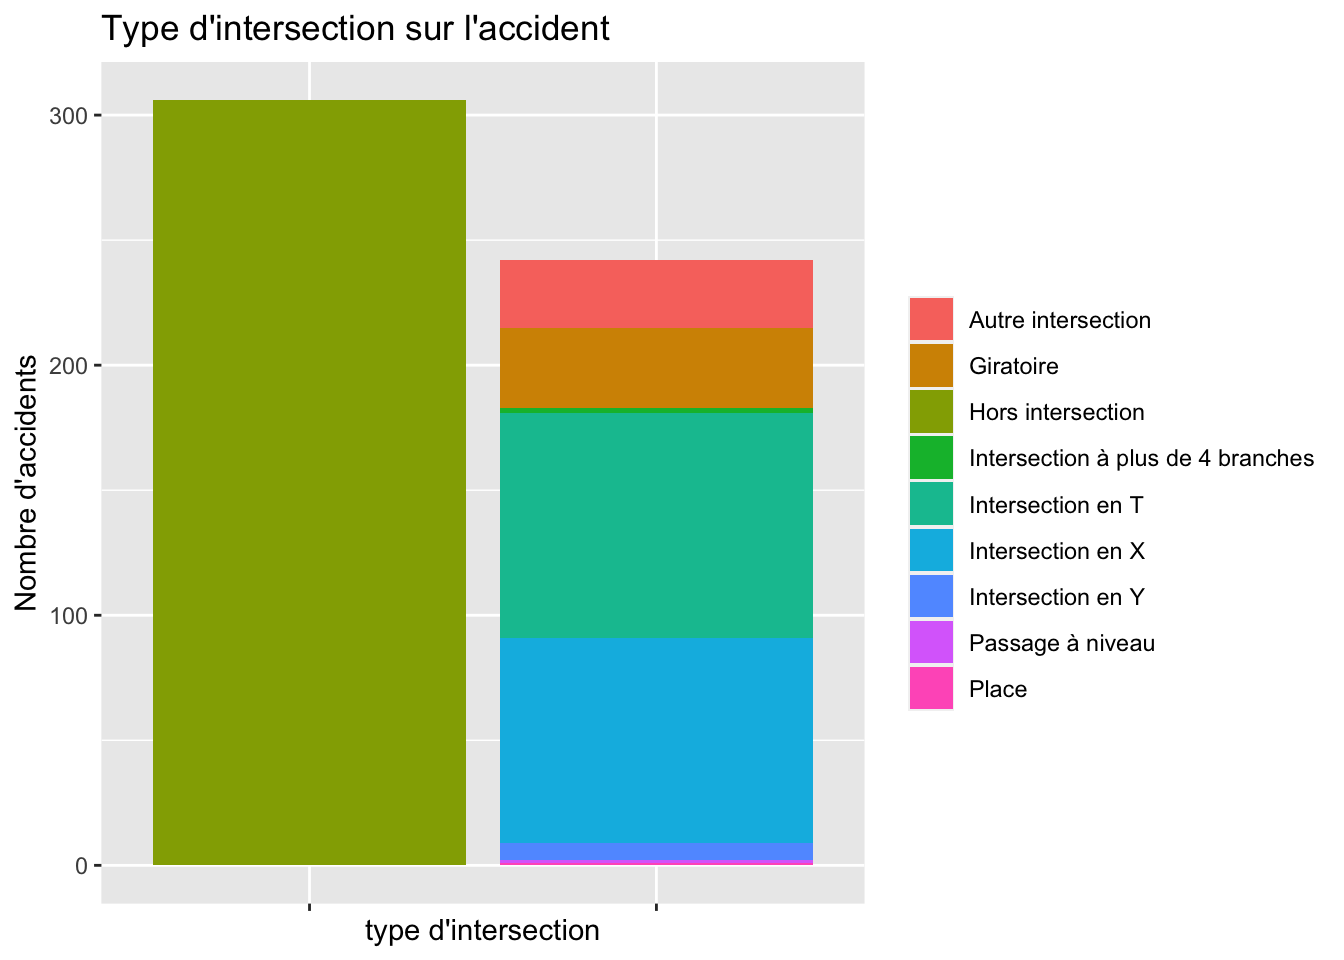 Type d'intersection sur l'accident
Nombre d'accidents
300
200
100
0
type d'intersection
Autre intersection
Giratoire
Hors intersection
Intersection à plus de 4 branches
Intersection en T
Intersection en X
Intersection en Y
Passage à niveau
Place